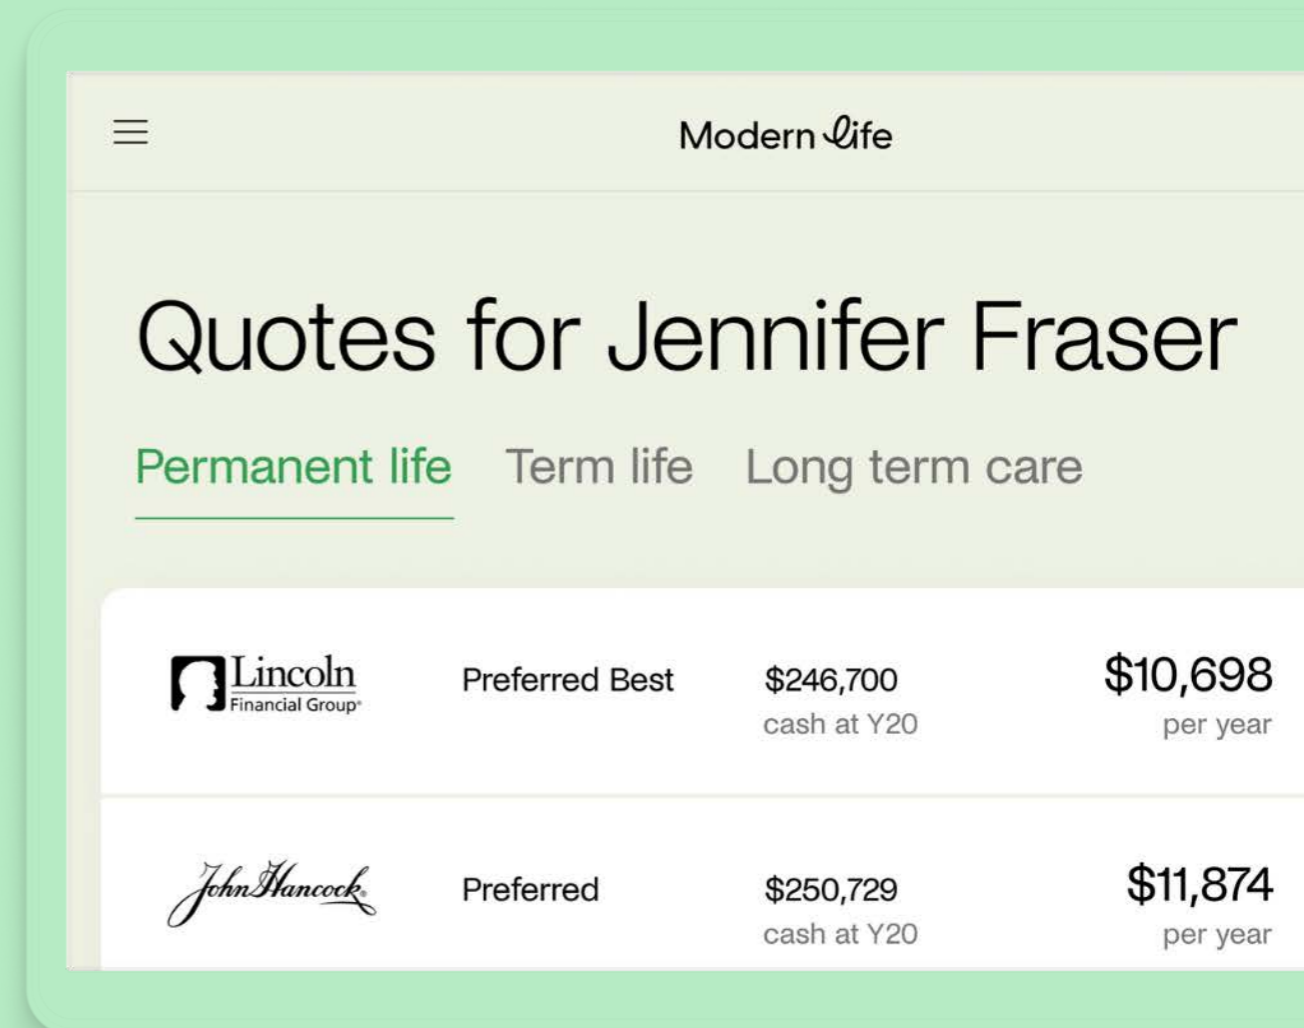 Modern life
Quotes for Jennifer Fraser
Permanent life Term life Long term care
Lincoln Financial Group® Preferred Best $246,700 $10,698
cash at Y20 per year
John Hancock® Preferred $250,729 $11,874
cash at Y20 per year